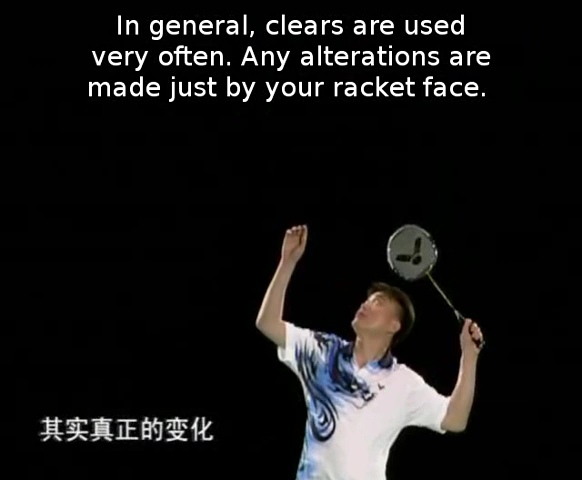 In general, clears are used
very often. Any alterations are
made just by your racket face.
其实真正的变化